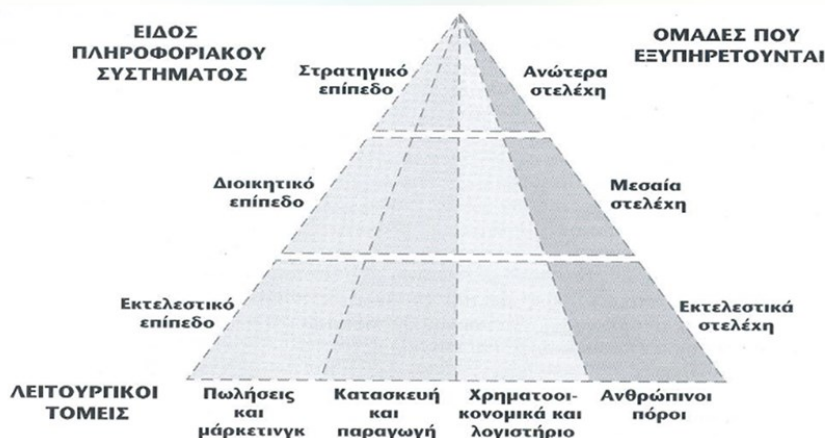 ΕΙΔΟΣ
ΠΛΗΡΟΦΟΡΙΑΚΟΥ
ΣΥΣΤΗΜΑΤΟΣ
ΟΜΑΔΕΣ ΠΟΥ
ΕΞΥΠΗΡΕΤΟΥΝΤΑΙ
Στρατηγικό
επίπεδο
Ανώτερα
στελέχη
Διοικητικό
επίπεδο
Μεσαία
στελέχη
Εκτελεστικό
επίπεδο
Εκτελεστικά
στελέχη
ΛΕΙΤΟΥΡΓΙΚΟΙ
ΤΟΜΕΙΣ
Πωλήσεις
και
μάρκετινγκ
Κατασκευή
και
παραγωγή
Χρηματοοι-
κονομικά και
λογιστήριο
Ανθρώπινοι
πόροι